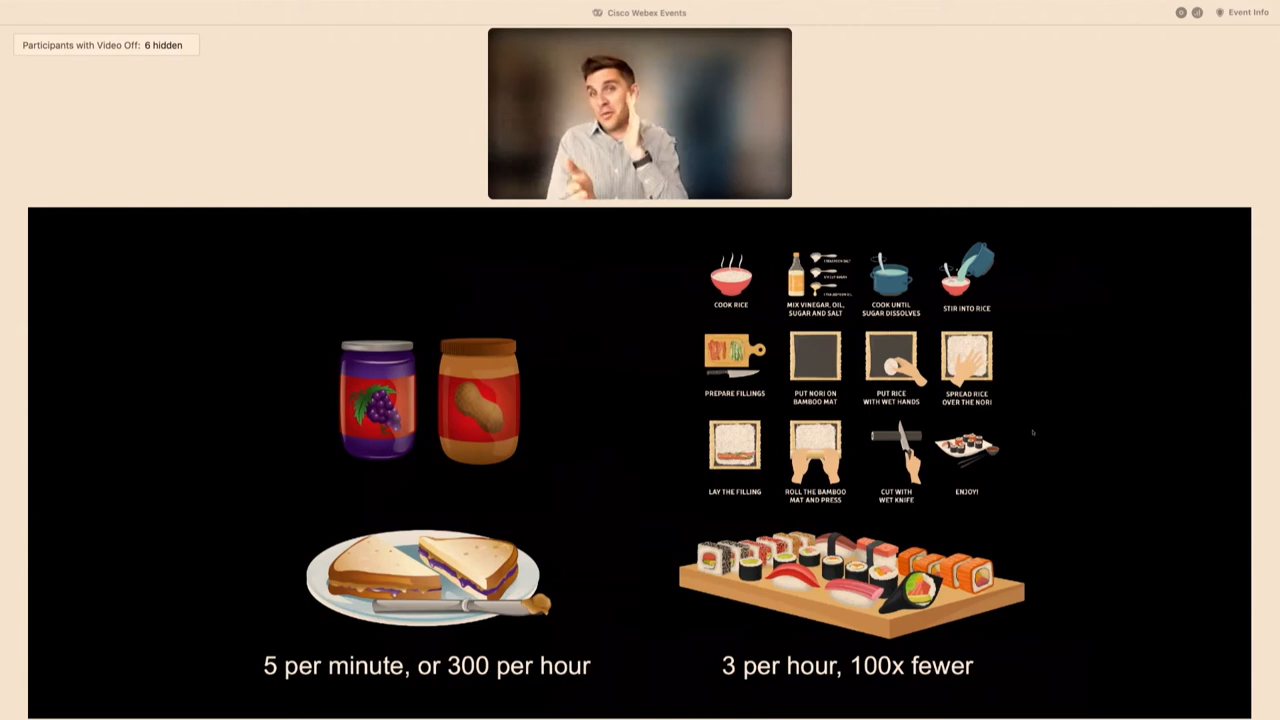 Cisco Webex Events
Event Info
Participants with Video Off: 6 hidden
COOK RICE
MIX VINEGAR, OIL,
SUGAR AND SALT
COOK UNTIL
SUGAR DISSOLVES
STIR INTO RICE
PREPARE FILLINGS
PUT NORI ON
BAMBOO MAT
PUT RICE
WITH WET HANDS
SPREAD RICE
OVER THE NORI
LAY THE FILLING
ROLL THE BAMBOO
MAT AND PRESS
CUT WITH
WET KNIFE
ENJOY!
5 per minute, or 300 per hour
3 per hour, 100x fewer